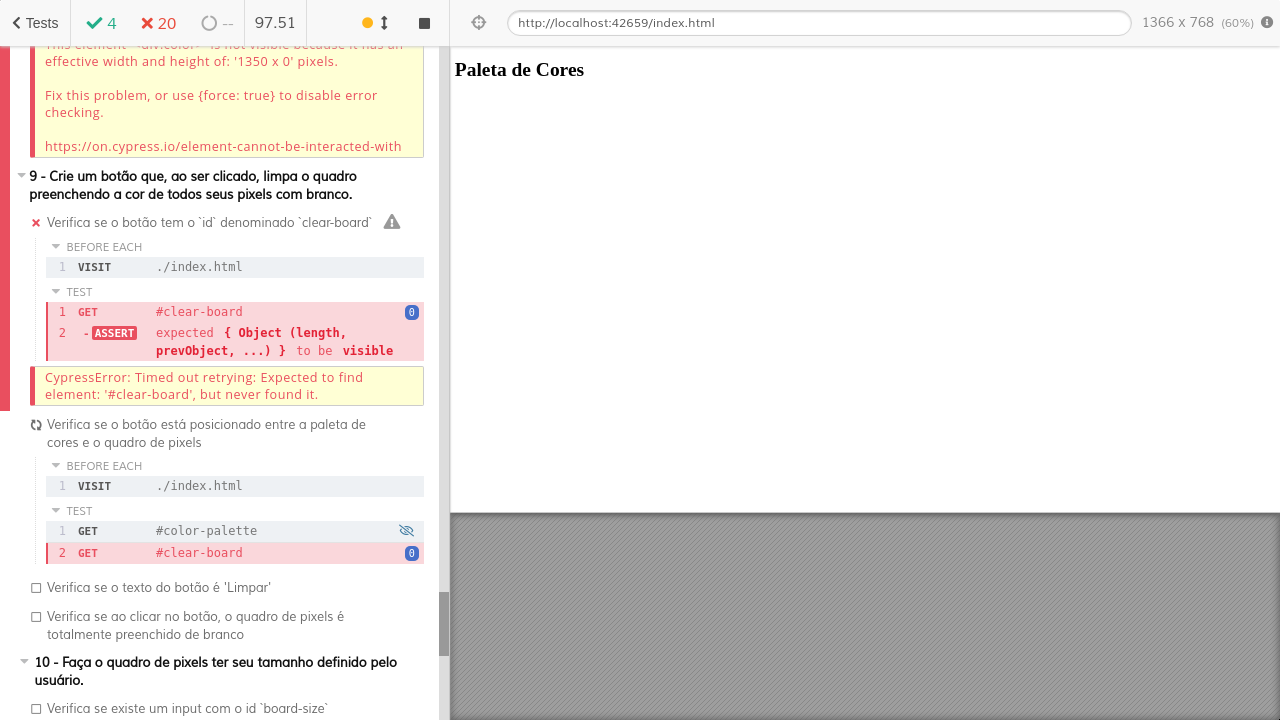 Tests
4
20
--
97.51
http://localhost:42659/index.html
1366 x 768 (60%)
This element '<div.color>' is not visible because it has an
effective width and height of: '1350 x 0' pixels.
Fix this problem, or use {force: true} to disable error
checking.
https://on.cypress.io/element-cannot-be-interacted-with
9 - Crie um botão que, ao ser clicado, limpa o quadro
preenchendo a cor de todos seus pixels com branco.
Verifica se o botão tem o `id` denominado `clear-board`
BEFORE EACH
1 VISIT ./index.html
TEST
1 GET #clear-board 0
2 -ASSERT expected { Object (length,
prevObject, ...) } to be visible
CypressError: Timed out retrying: Expected to find
element: '#clear-board', but never found it.
Verifica se o botão está posicionado entre a paleta de
cores e o quadro de pixels
BEFORE EACH
1 VISIT ./index.html
TEST
1 GET #color-palette
2 GET #clear-board 0
Verifica se o texto do botão é 'Limpar'
Verifica se ao clicar no botão, o quadro de pixels é
totalmente preenchido de branco
10 - Faça o quadro de pixels ter seu tamanho definido pelo
usuário.
Verifica se existe um input com o id `board-size`
Paleta de Cores